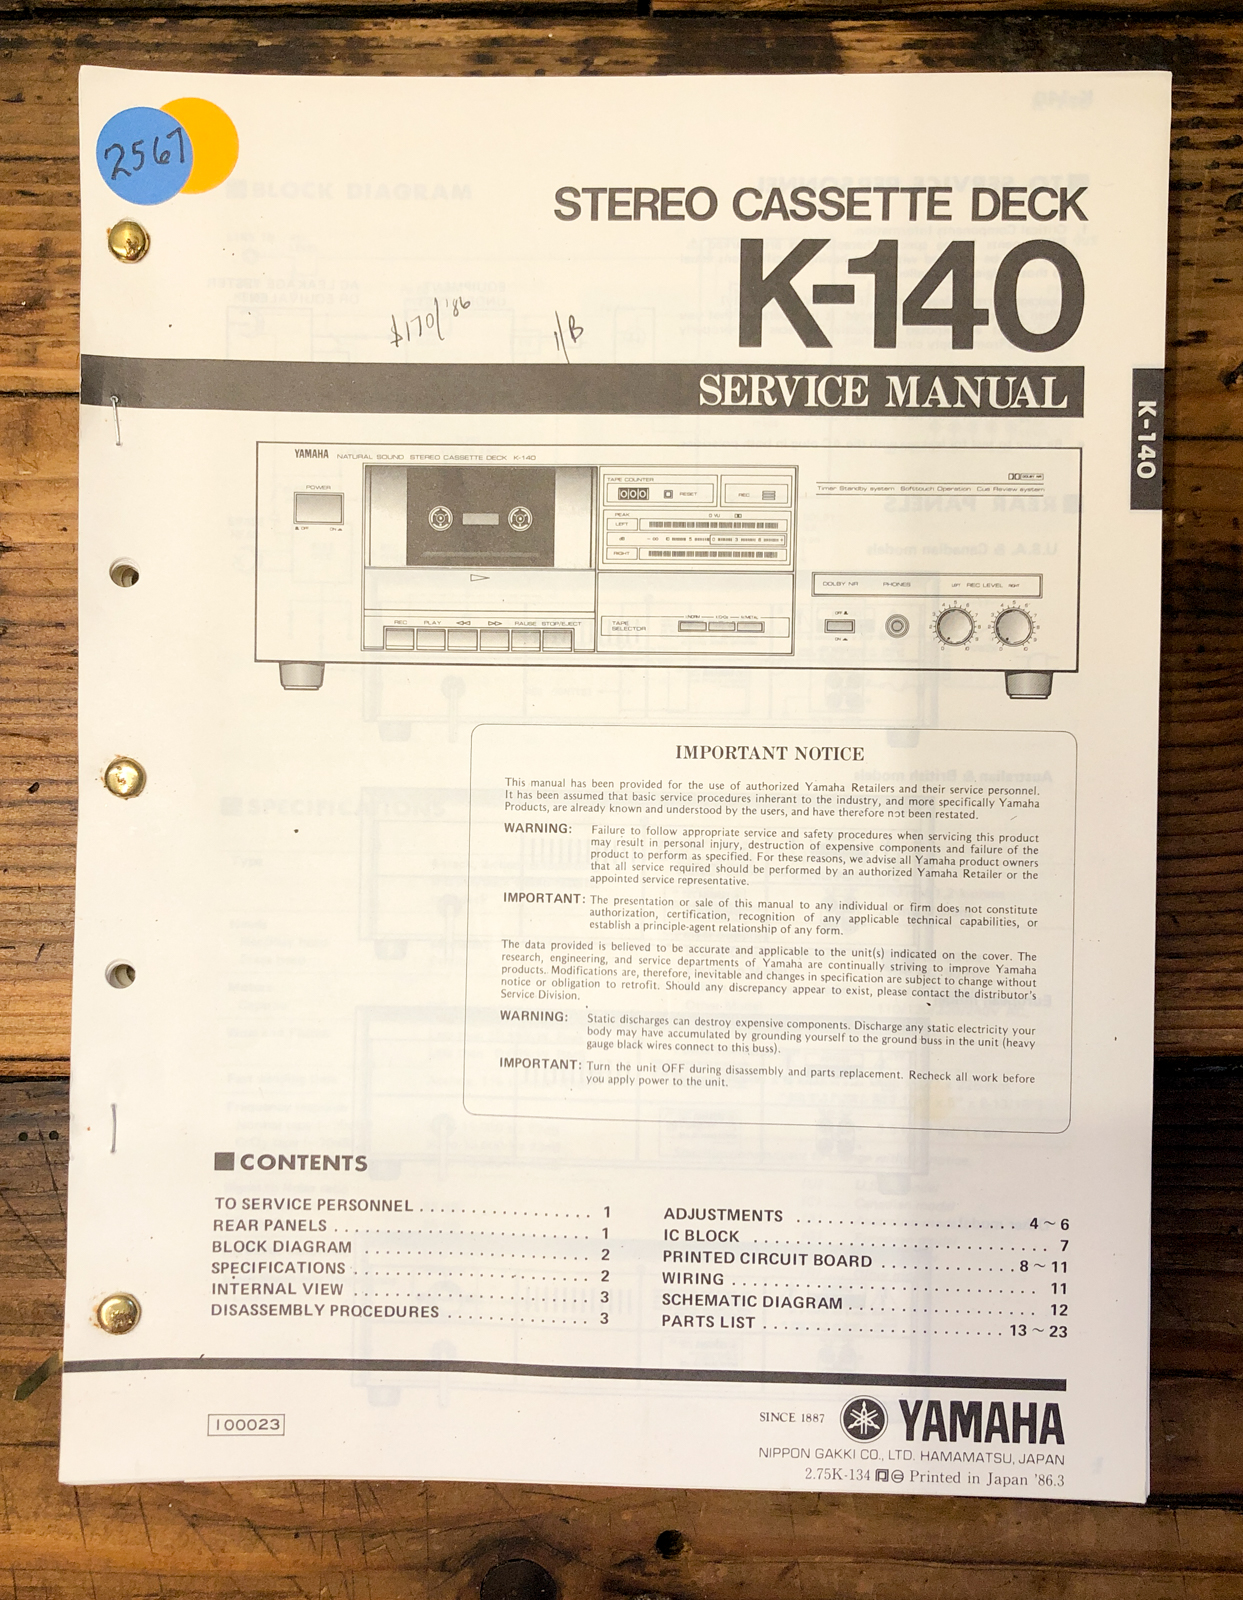 2567
STEREO CASSETTE DECK
K-140
$170/'86
1/B
SERVICE MANUAL
K-140
YAMAHA NATURAL SOUND STEREO CASSETTE DECK K-140
POWER
OFF ON
TAPE COUNTER
000 RESET
REC
PEAK
LEFT
dB
RIGHT
Timer Standby system Softtouch Operation Cue Review system
DOLBY NR PHONES LEFT REC LEVEL RIGHT
OFF
ON
REC PLAY PAUSE STOP/EJECT
TAPE SELECTOR
IMPORTANT NOTICE
This manual has been provided for the use of authorized Yamaha Retailers and their service personnel.
It has been assumed that basic service procedures inherant to the industry, and more specifically Yamaha
Products, are already known and understood by the users, and have therefore not been restated.
WARNING: Failure to follow appropriate service and safety procedures when servicing this product
may result in personal injury, destruction of expensive components and failure of the
product to perform as specified. For these reasons, we advise all Yamaha product owners
that all service required should be performed by an authorized Yamaha Retailer or the
appointed service representative.
IMPORTANT: The presentation or sale of this manual to any individual or firm does not constitute
authorization, certification, recognition of any applicable technical capabilities, or
establish a principle-agent relationship of any form.
The data provided is believed to be accurate and applicable to the unit(s) indicated on the cover. The
research, engineering, and service departments of Yamaha are continually striving to improve Yamaha
products. Modifications are, therefore, inevitable and changes in specification are subject to change without
notice or obligation to retrofit. Should any discrepancy appear to exist, please contact the distributor's
Service Division.
WARNING: Static discharges can destroy expensive components. Discharge any static electricity your
body may have accumulated by grounding yourself to the ground buss in the unit (heavy
gauge black wires connect to this buss).
IMPORTANT: Turn the unit OFF during disassembly and parts replacement. Recheck all work before
you apply power to the unit.
■ CONTENTS
TO SERVICE PERSONNEL ................ 1
REAR PANELS ................ 1
BLOCK DIAGRAM ................ 2
SPECIFICATIONS ................ 2
INTERNAL VIEW ................ 3
DISASSEMBLY PROCEDURES ................ 3
ADJUSTMENTS ................ 4 ~ 6
IC BLOCK ................ 7
PRINTED CIRCUIT BOARD ................ 8 ~ 11
WIRING ................ 11
SCHEMATIC DIAGRAM ................ 12
PARTS LIST ................ 13 ~ 23
100023
SINCE 1887 YAMAHA
NIPPON GAKKI CO., LTD. HAMAMATSU, JAPAN
2.75K-134 Printed in Japan '86.3